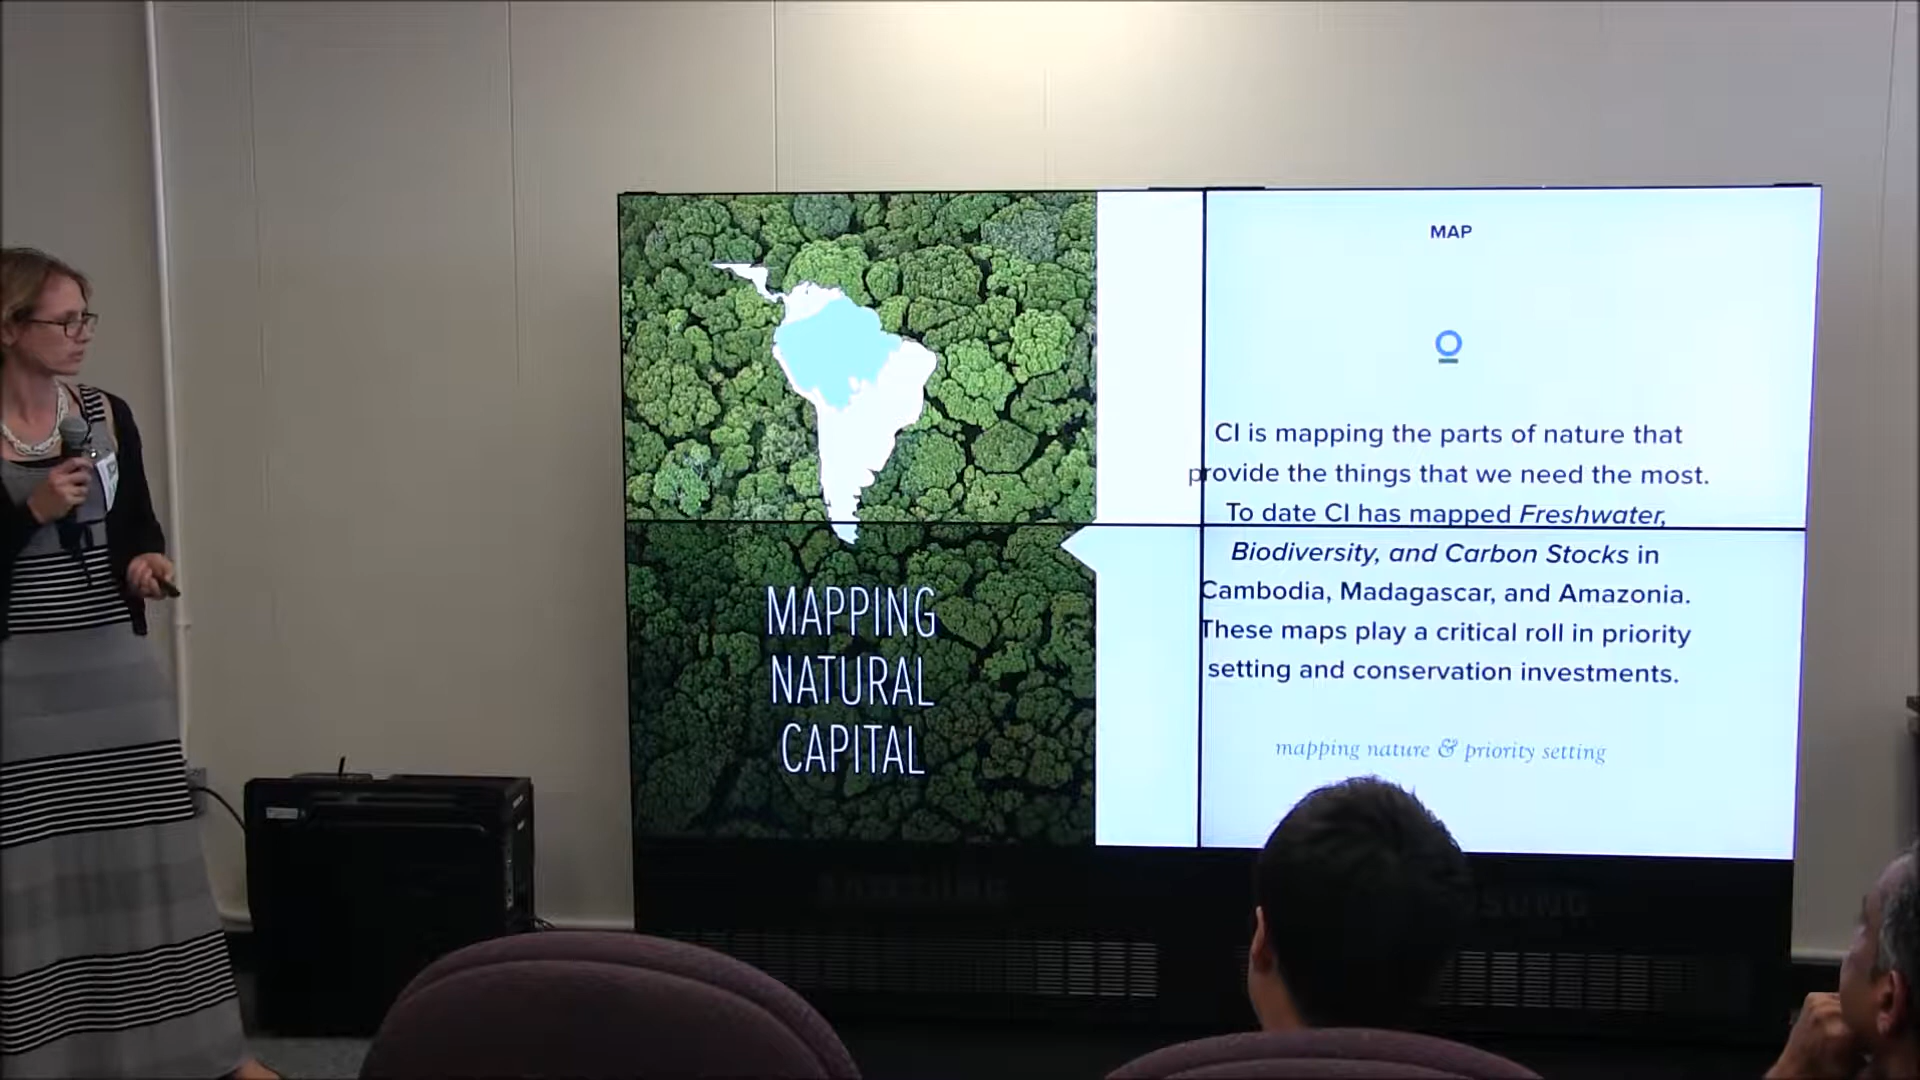 MAPPING
NATURAL
CAPITAL
MAP
CI is mapping the parts of nature that
provide the things that we need the most.
To date CI has mapped Freshwater,
Biodiversity, and Carbon Stocks in
Cambodia, Madagascar, and Amazonia.
These maps play a critical roll in priority
setting and conservation investments.
mapping nature & priority setting
SAMSUNG